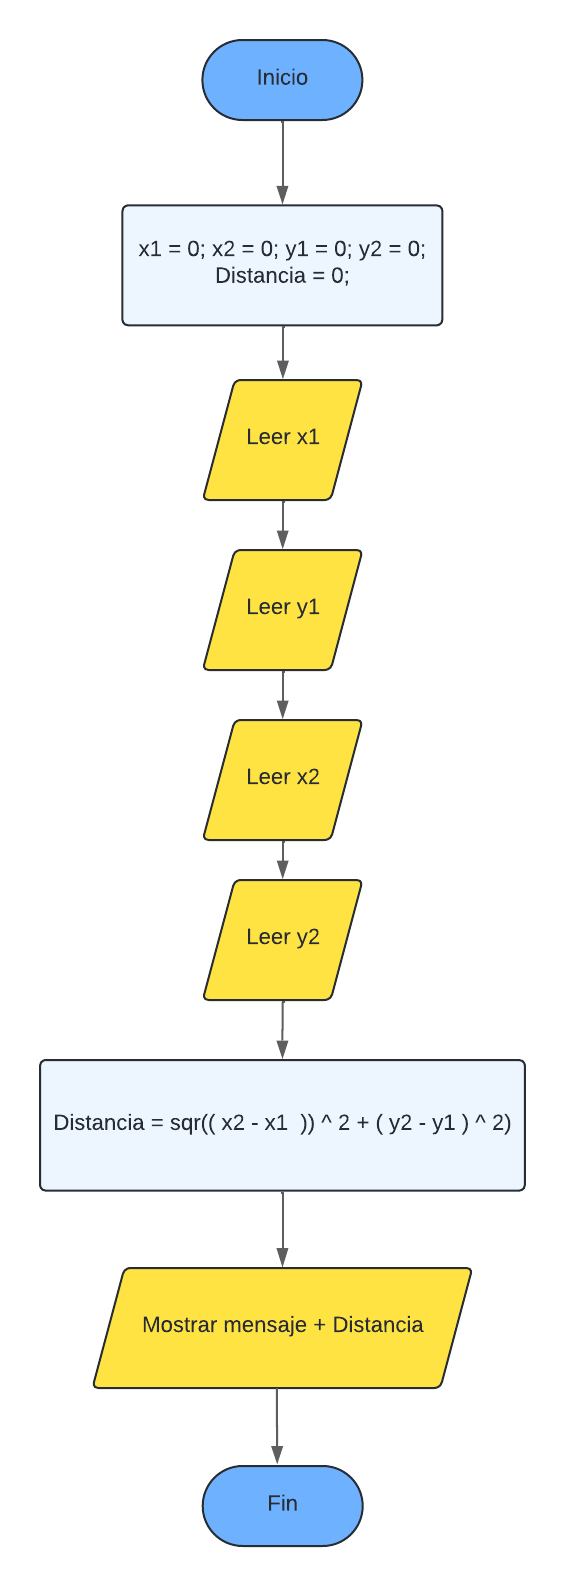 Inicio
x1 = 0; x2 = 0; y1 = 0; y2 = 0;
Distancia = 0;
Leer x1
Leer y1
Leer x2
Leer y2
Distancia = sqr(( x2 - x1  )) ^ 2 + ( y2 - y1 ) ^ 2)
Mostrar mensaje + Distancia
Fin